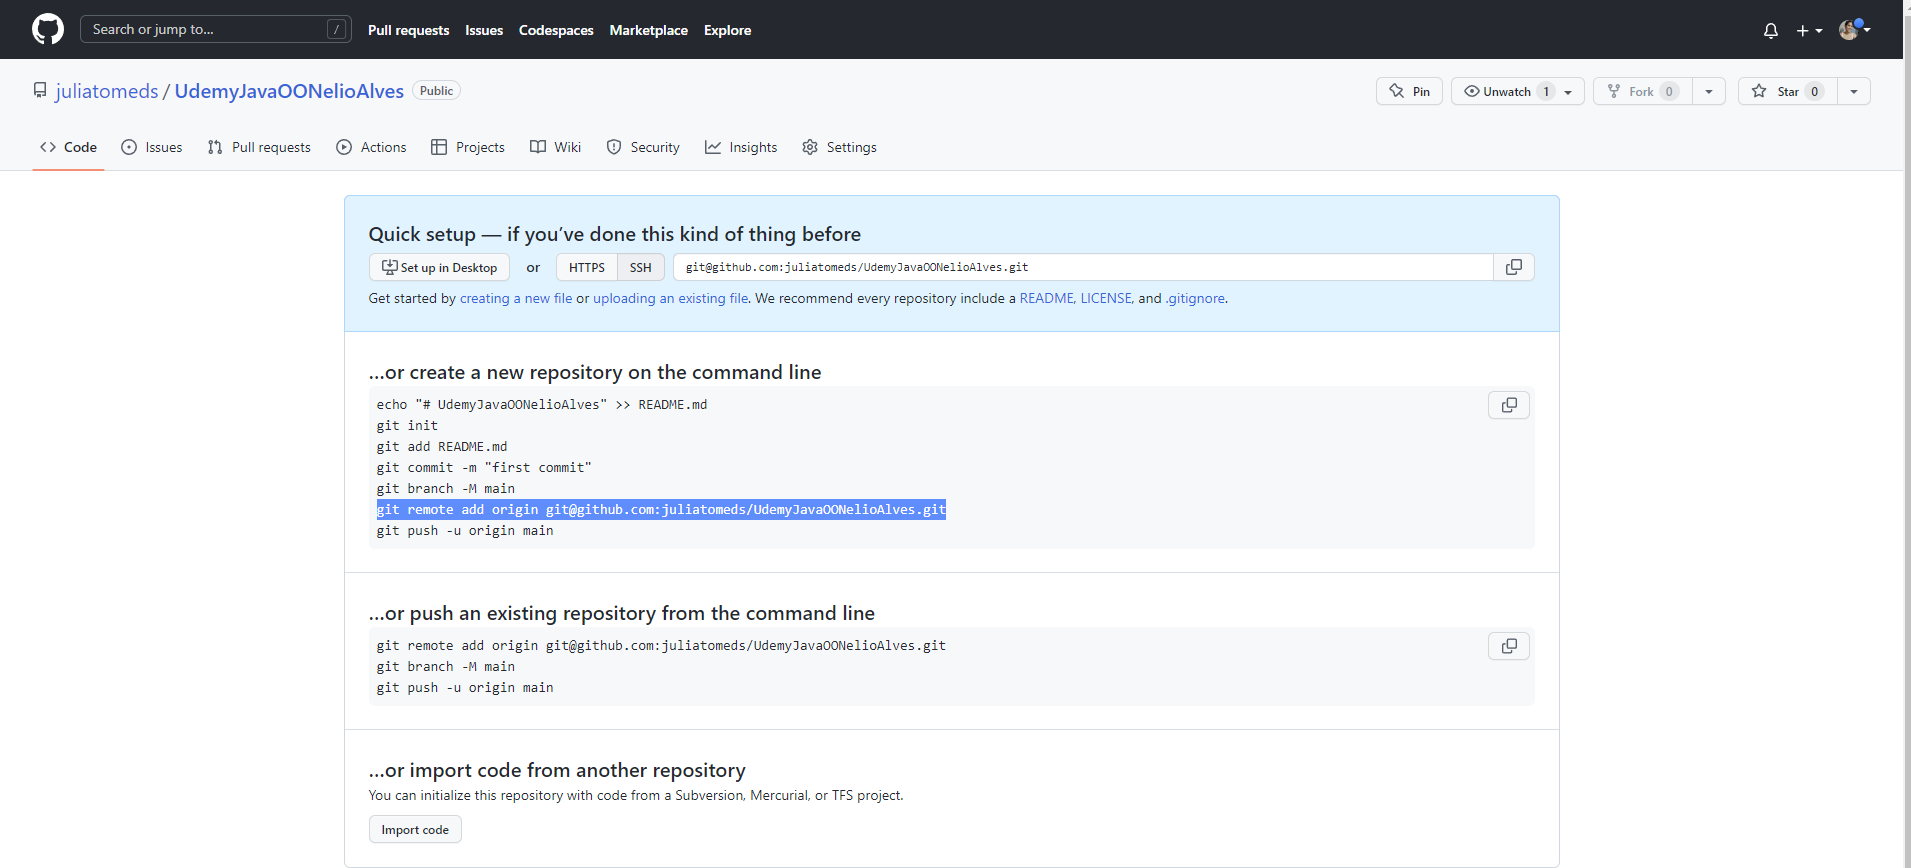 Search or jump to... /
Pull requests Issues Codespaces Marketplace Explore
juliatomeds / UdemyJavaOONelioAlves Public
Pin Unwatch 1 Fork 0 Star 0
Code Issues Pull requests Actions Projects Wiki Security Insights Settings
Quick setup — if you’ve done this kind of thing before
Set up in Desktop or HTTPS SSH git@github.com:juliatomeds/UdemyJavaOONelioAlves.git
Get started by creating a new file or uploading an existing file. We recommend every repository include a README, LICENSE, and .gitignore.
…or create a new repository on the command line
echo "# UdemyJavaOONelioAlves" >> README.md
git init
git add README.md
git commit -m "first commit"
git branch -M main
git remote add origin git@github.com:juliatomeds/UdemyJavaOONelioAlves.git
git push -u origin main
…or push an existing repository from the command line
git remote add origin git@github.com:juliatomeds/UdemyJavaOONelioAlves.git
git branch -M main
git push -u origin main
…or import code from another repository
You can initialize this repository with code from a Subversion, Mercurial, or TFS project.
Import code